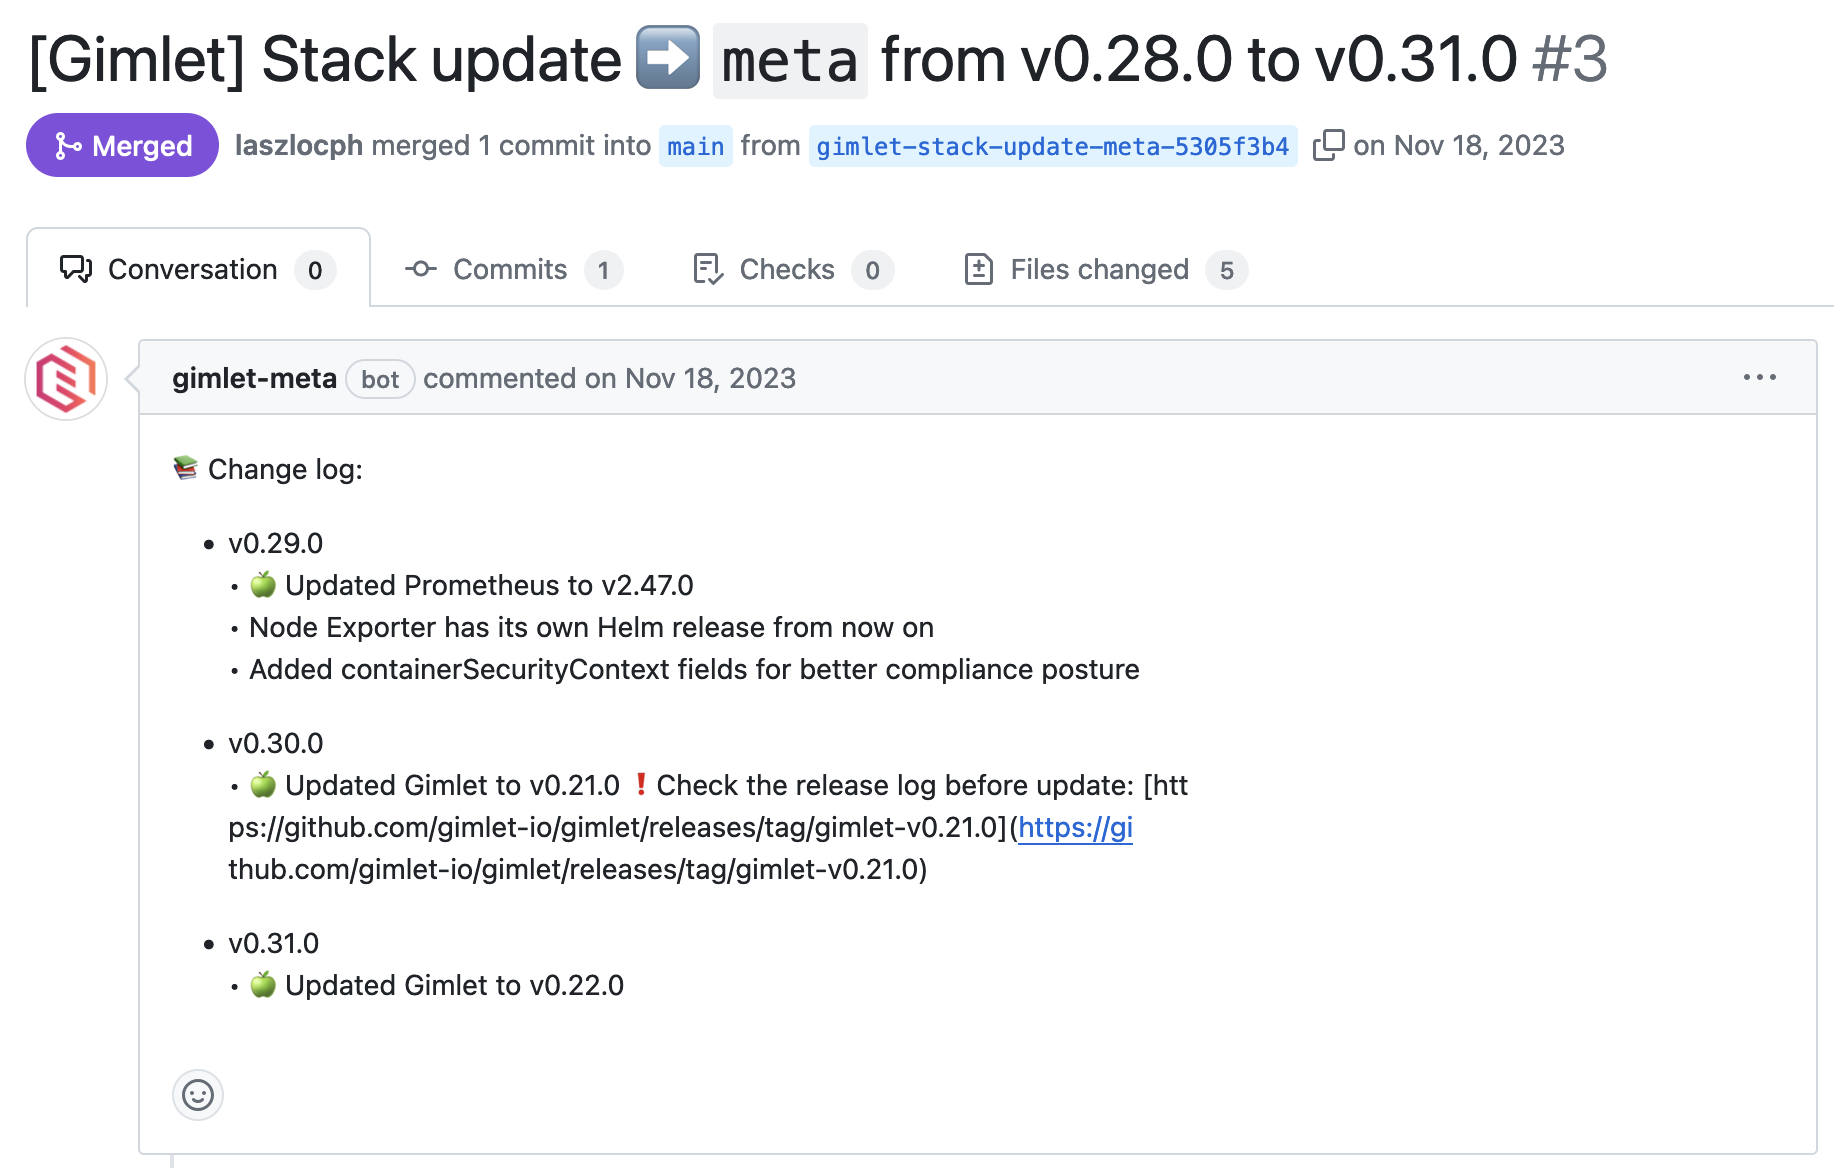 [Gimlet] Stack update ➡️ meta from v0.28.0 to v0.31.0 #3
Merged laszlocph merged 1 commit into main from gimlet-stack-update-meta-5305f3b4 on Nov 18, 2023
Conversation 0 Commits 1 Checks 0 Files changed 5
gimlet-meta bot commented on Nov 18, 2023
📚 Change log:
• v0.29.0
• 🍏 Updated Prometheus to v2.47.0
• Node Exporter has its own Helm release from now on
• Added containerSecurityContext fields for better compliance posture
• v0.30.0
• 🍏 Updated Gimlet to v0.21.0 ❗ Check the release log before update: [htt
ps://github.com/gimlet-io/gimlet/releases/tag/gimlet-v0.21.0](https://gi
thub.com/gimlet-io/gimlet/releases/tag/gimlet-v0.21.0)
• v0.31.0
• 🍏 Updated Gimlet to v0.22.0